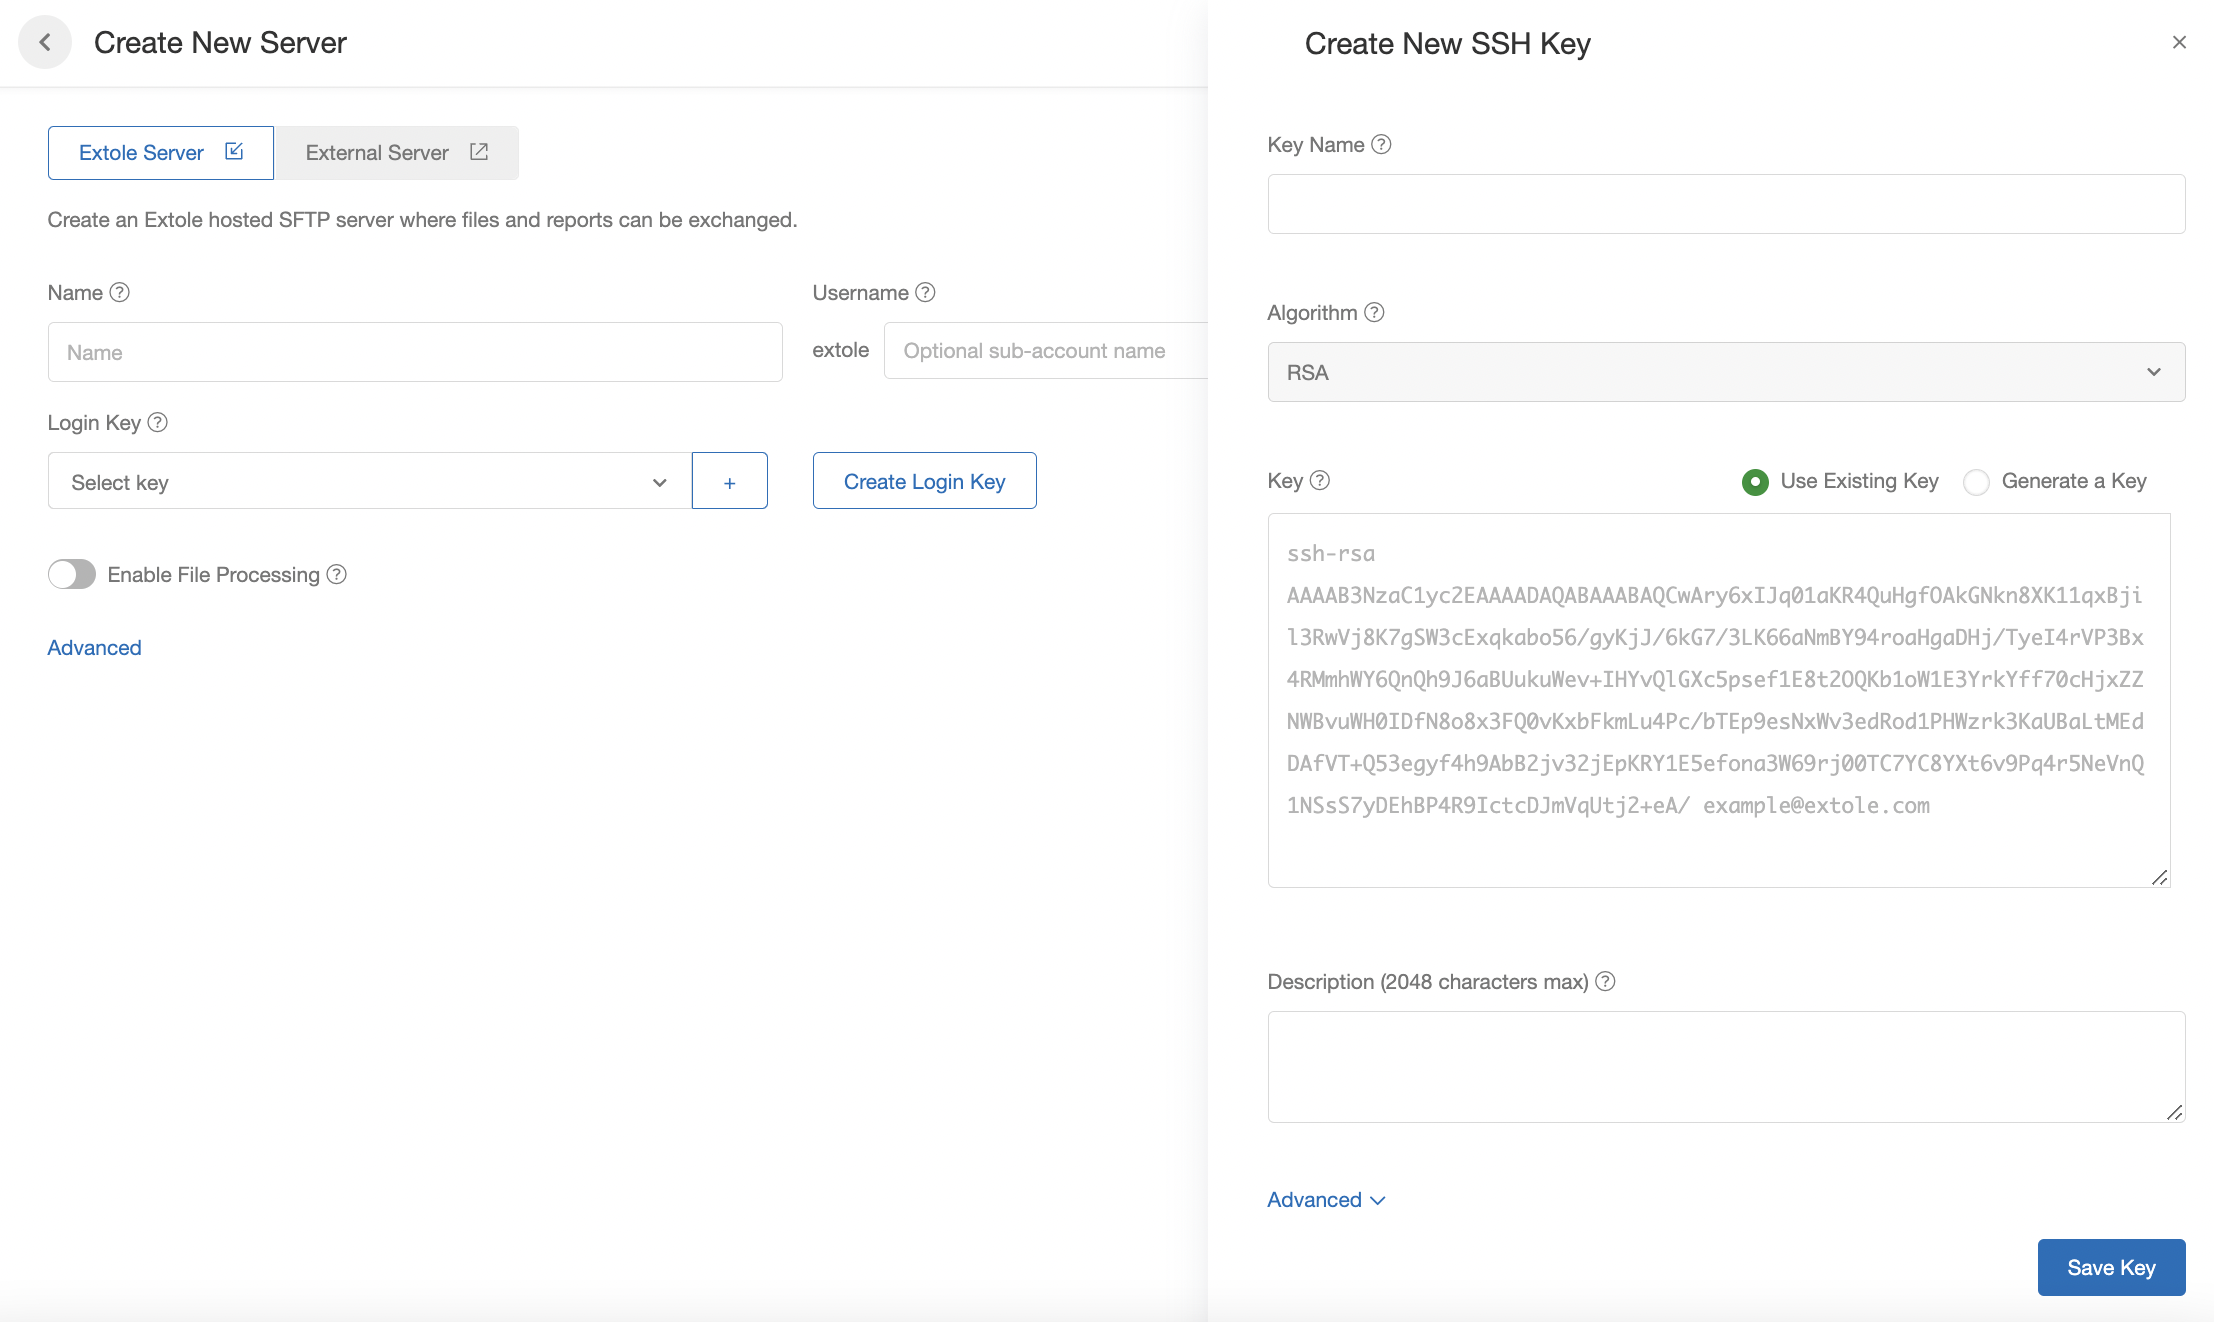 Create New Server
Extole Server
External Server
Create an Extole hosted SFTP server where files and reports can be exchanged.
Name ?
Username ?
Name
extole
Optional sub-account name
Login Key ?
Select key
+
Create Login Key
Enable File Processing ?
Advanced
Create New SSH Key
Key Name ?
Algorithm ?
RSA
Key ?
Use Existing Key
Generate a Key
ssh-rsa
AAAAB3NzaC1yc2EAAAADAQABAAABAQCwAry6xIJq01aKR4QuHgfOAkGNkn8XK11qxBji
l3RwVj8K7gSW3cExqkabo56/gyKjJ/6kG7/3LK66aNmBY94roaHgaDHj/TyeI4rVP3Bx
4RMmhWY6QnQh9J6aBUukuWev+IHYvQlGXc5psef1E8t2OQKb1oW1E3YrkYff70cHjxZZ
NWBvuWH0IDfN8o8x3FQ0vKxbFkmLu4Pc/bTEp9esNxWv3edRod1PHWzrk3KaUBaLtMEd
DAfVT+Q53egyf4h9AbB2jv32jEpKRY1E5efona3W69rj00TC7YC8YXt6v9Pq4r5NeVnQ
1NSsS7yDEhBP4R9IctcDJmVqUtj2+eA/ example@extole.com
Description (2048 characters max) ?
Advanced
Save Key